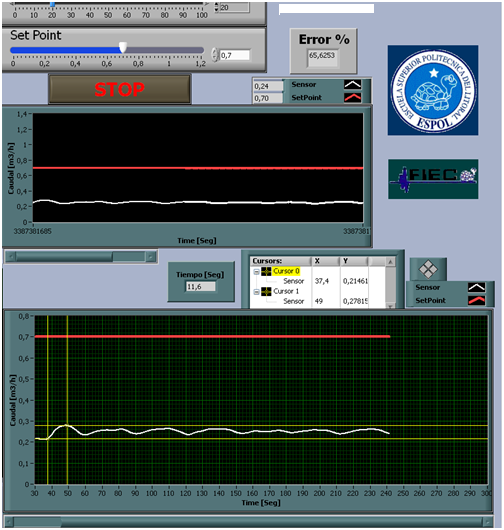 20
0 10 20 30 40 50 60 70 80 90 100
Set Point
0 0,2 0,4 0,6 0,8 1 1,2
0,7
Error %
65,6253
STOP
0,24 Sensor
0,70 SetPoint
ESCUELA SUPERIOR POLITECNICA DEL LITORAL
ESPOL
FIEC
Caudal [m3/h]
1,4
1,2
1
0,8
0,6
0,4
0,2
0
3387381685 3387381
Time [Seg]
Tiempo [Seg]
11,6
Cursors: X Y
Cursor 0
Sensor 37,4 0,21461
Cursor 1
Sensor 49 0,27815
Sensor
SetPoint
Caudal [m3/h]
0,8
0,7
0,6
0,5
0,4
0,3
0,2
0,1
0
30 40 50 60 70 80 90 100 110 120 130 140 150 160 170 180 190 200 210 220 230 240 250 260 270 280 290 300
Time [Seg]